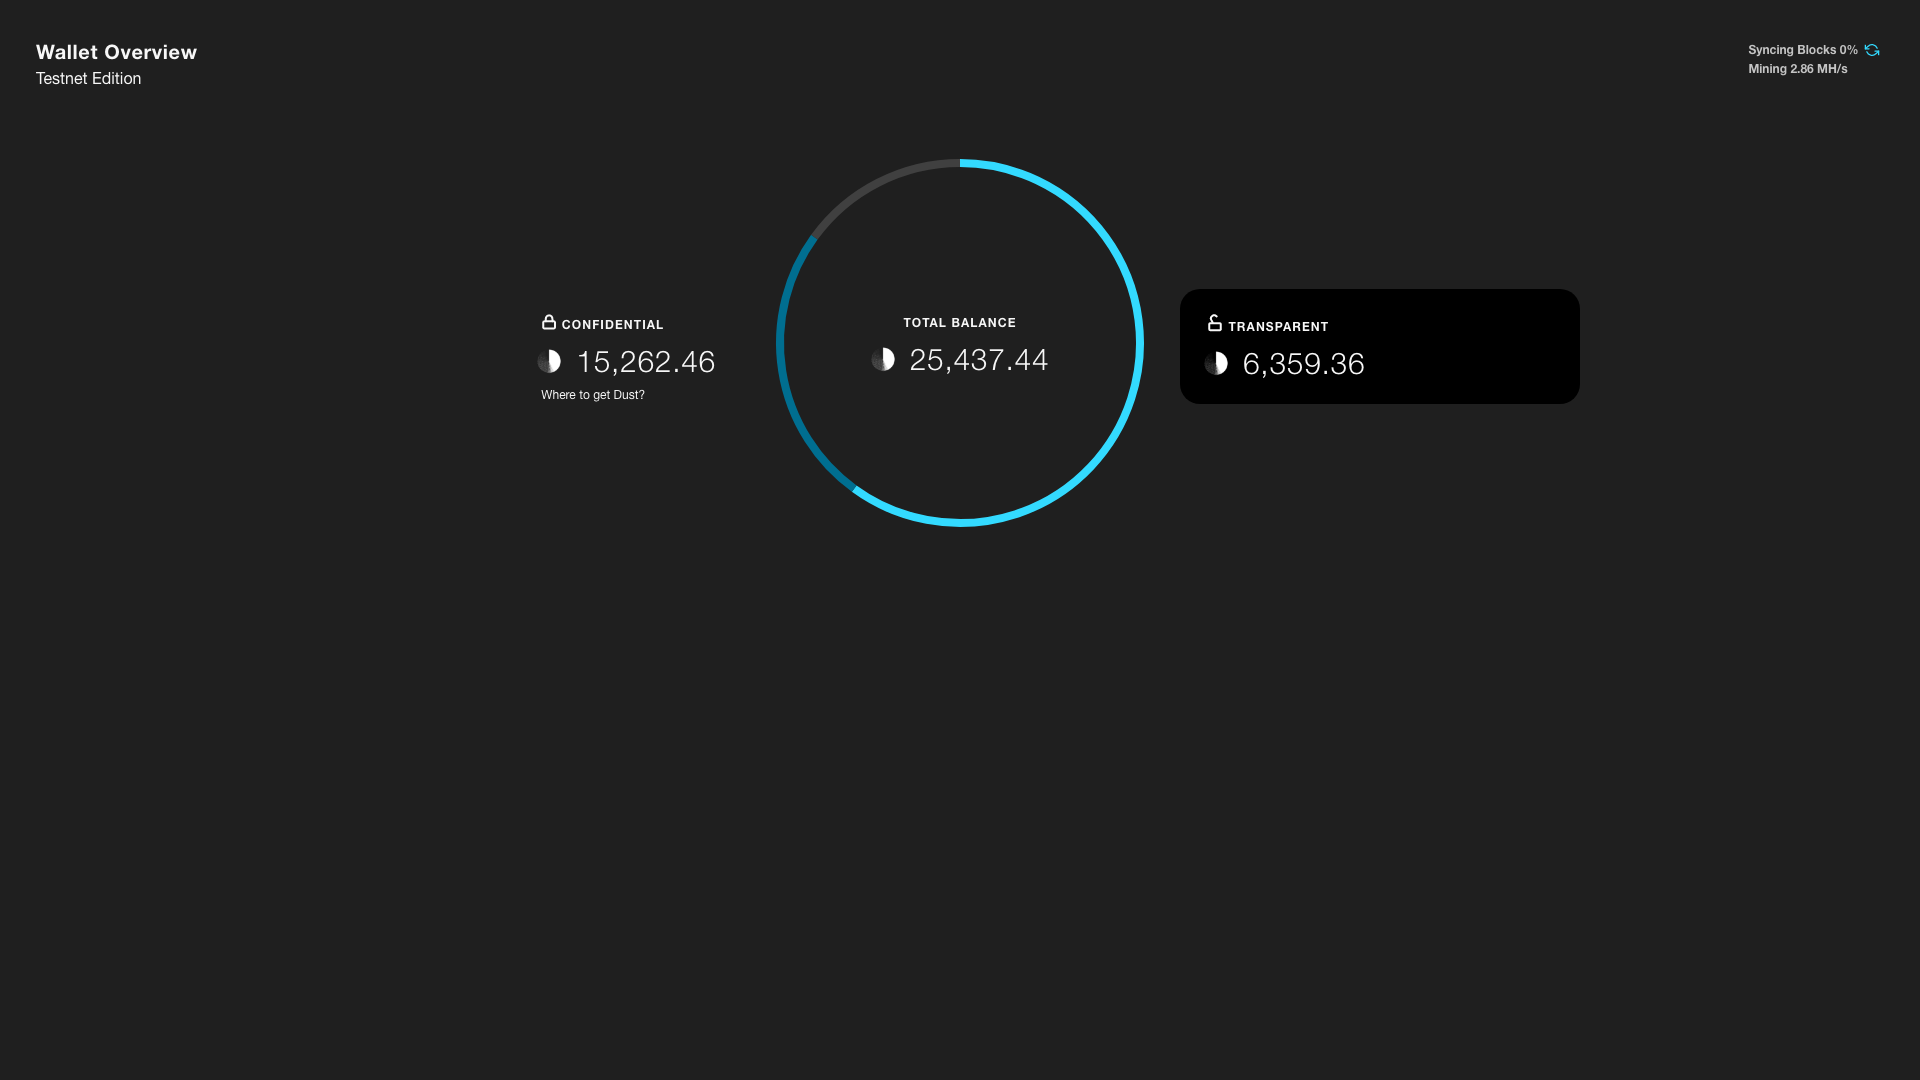 Wallet Overview
Testnet Edition
Syncing Blocks 0%
Mining 2.86 MH/s
CONFIDENTIAL
15,262.46
Where to get Dust?
TOTAL BALANCE
25,437.44
TRANSPARENT
6,359.36